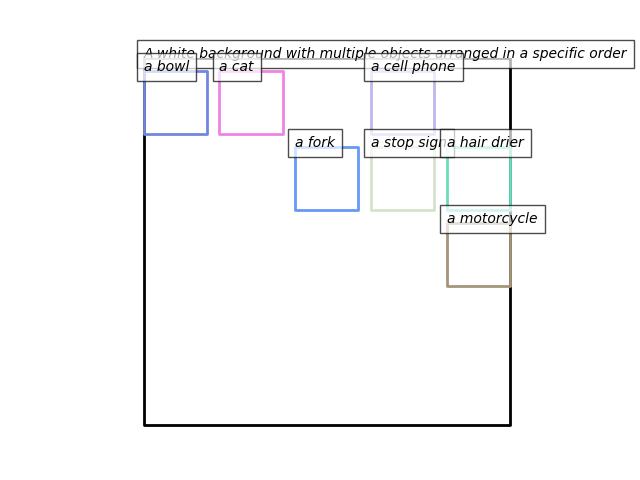 A white background with multiple objects arranged in a specific order
a bowl
a cat
a cell phone
a fork
a stop sign
a hair drier
a motorcycle